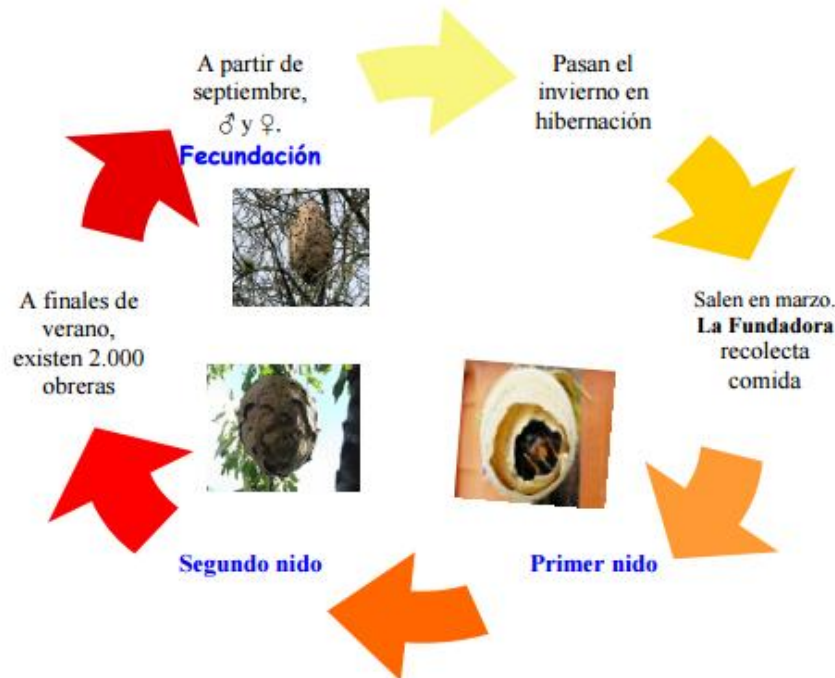 A partir de
septiembre,
♂ y ♀.
Fecundación
Pasan el
invierno en
hibernación
Salen en marzo.
La Fundadora
recolecta
comida
Primer nido
Segundo nido
A finales de
verano,
existen 2.000
obreras